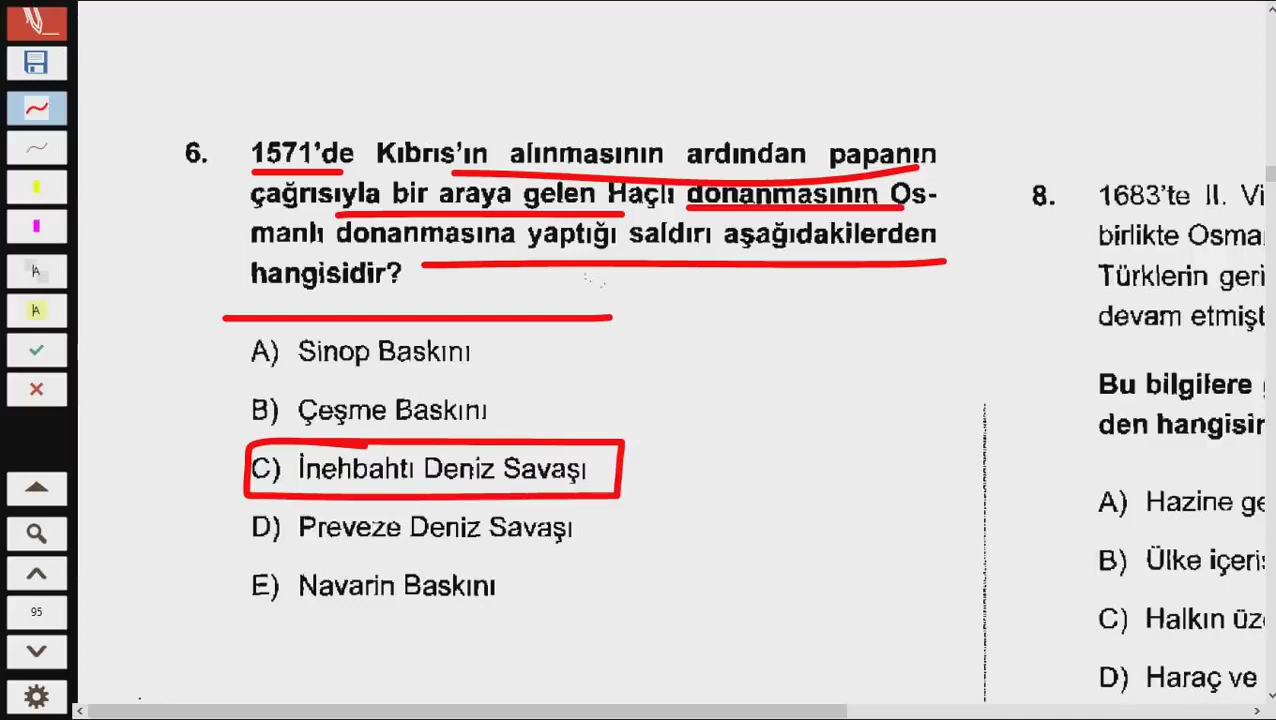 6. 1571'de Kıbrıs'ın alınmasının ardından papanın
çağrısıyla bir araya gelen Haçlı donanmasının Os-
manlı donanmasına yaptığı saldırı aşağıdakilerden
hangisidir?
A) Sinop Baskını
B) Çeşme Baskını
C) İnehbahtı Deniz Savaşı
D) Preveze Deniz Savaşı
E) Navarin Baskını
8. 1683'te II. Vi
birlikte Osma
Türklerin geri
devam etmişt
Bu bilgilere
den hangisir
A) Hazine ge
B) Ülke içeris
C) Halkın üze
D) Haraç ve
95